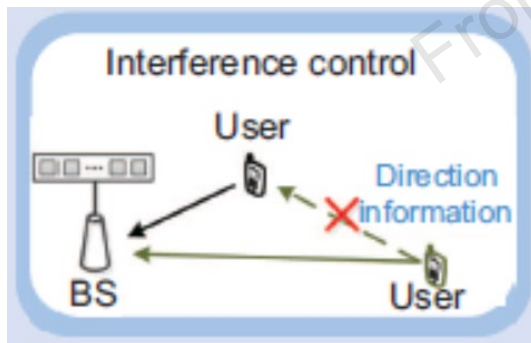 Interference control
User
Direction
information
BS
User